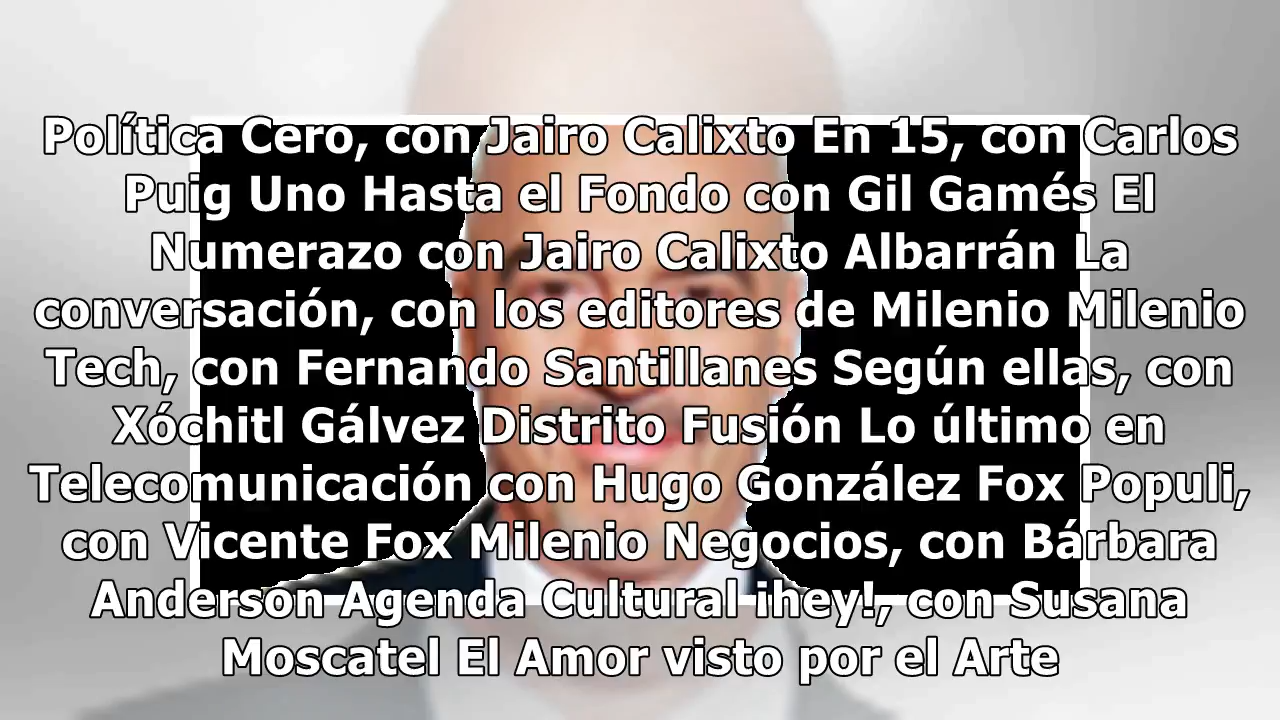 Política Cero, con Jairo Calixto En 15, con Carlos
Puig Uno Hasta el Fondo con Gil Gamés El
Numerazo con Jairo Calixto Albarrán La
conversación, con los editores de Milenio Milenio
Tech, con Fernando Santillanes Según ellas, con
Xóchitl Gálvez Distrito Fusión Lo último en
Telecomunicación con Hugo González Fox Populi,
con Vicente Fox Milenio Negocios, con Bárbara
Anderson Agenda Cultural ihey!, con Susana
Moscatel El Amor visto por el Arte